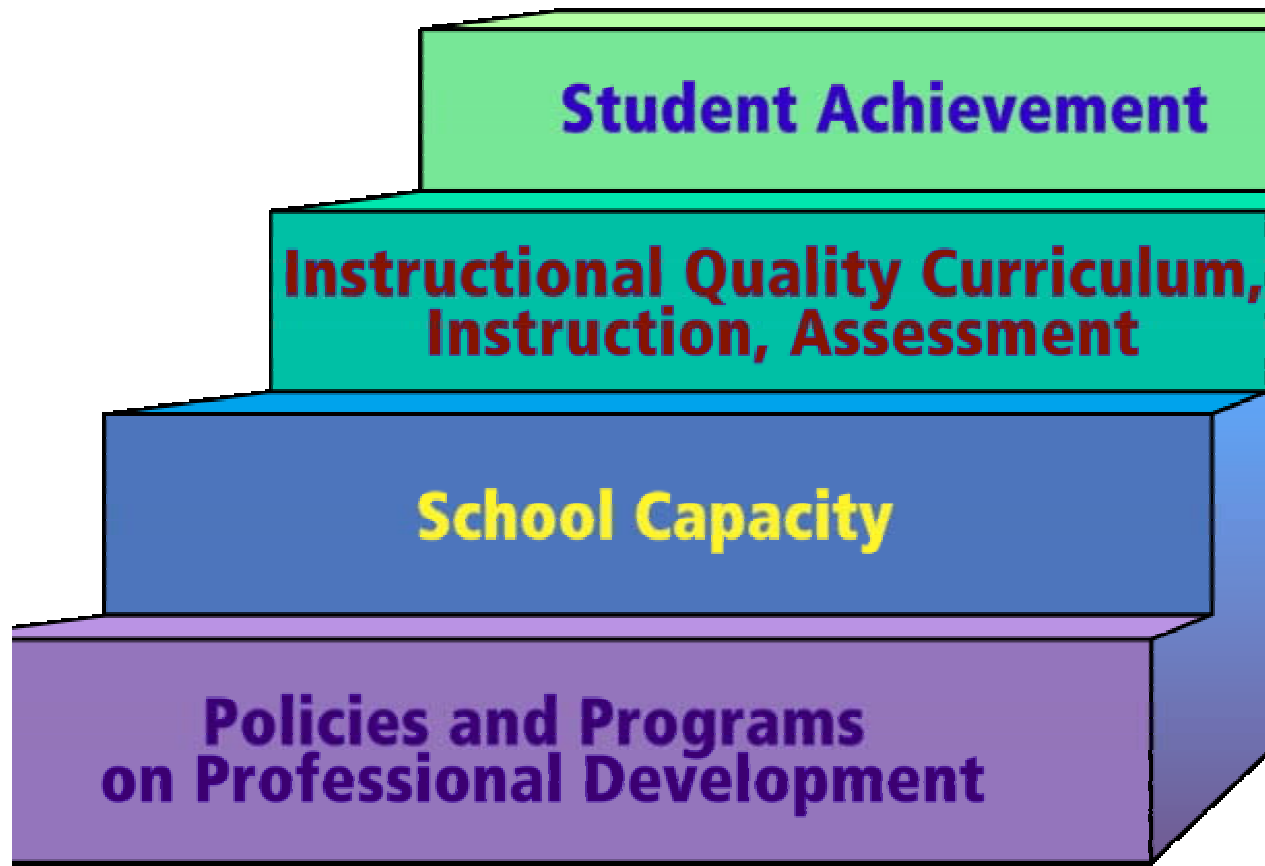 Student Achievement
Instructional Quality Curriculum,
Instruction, Assessment
School Capacity
Policies and Programs
on Professional Development